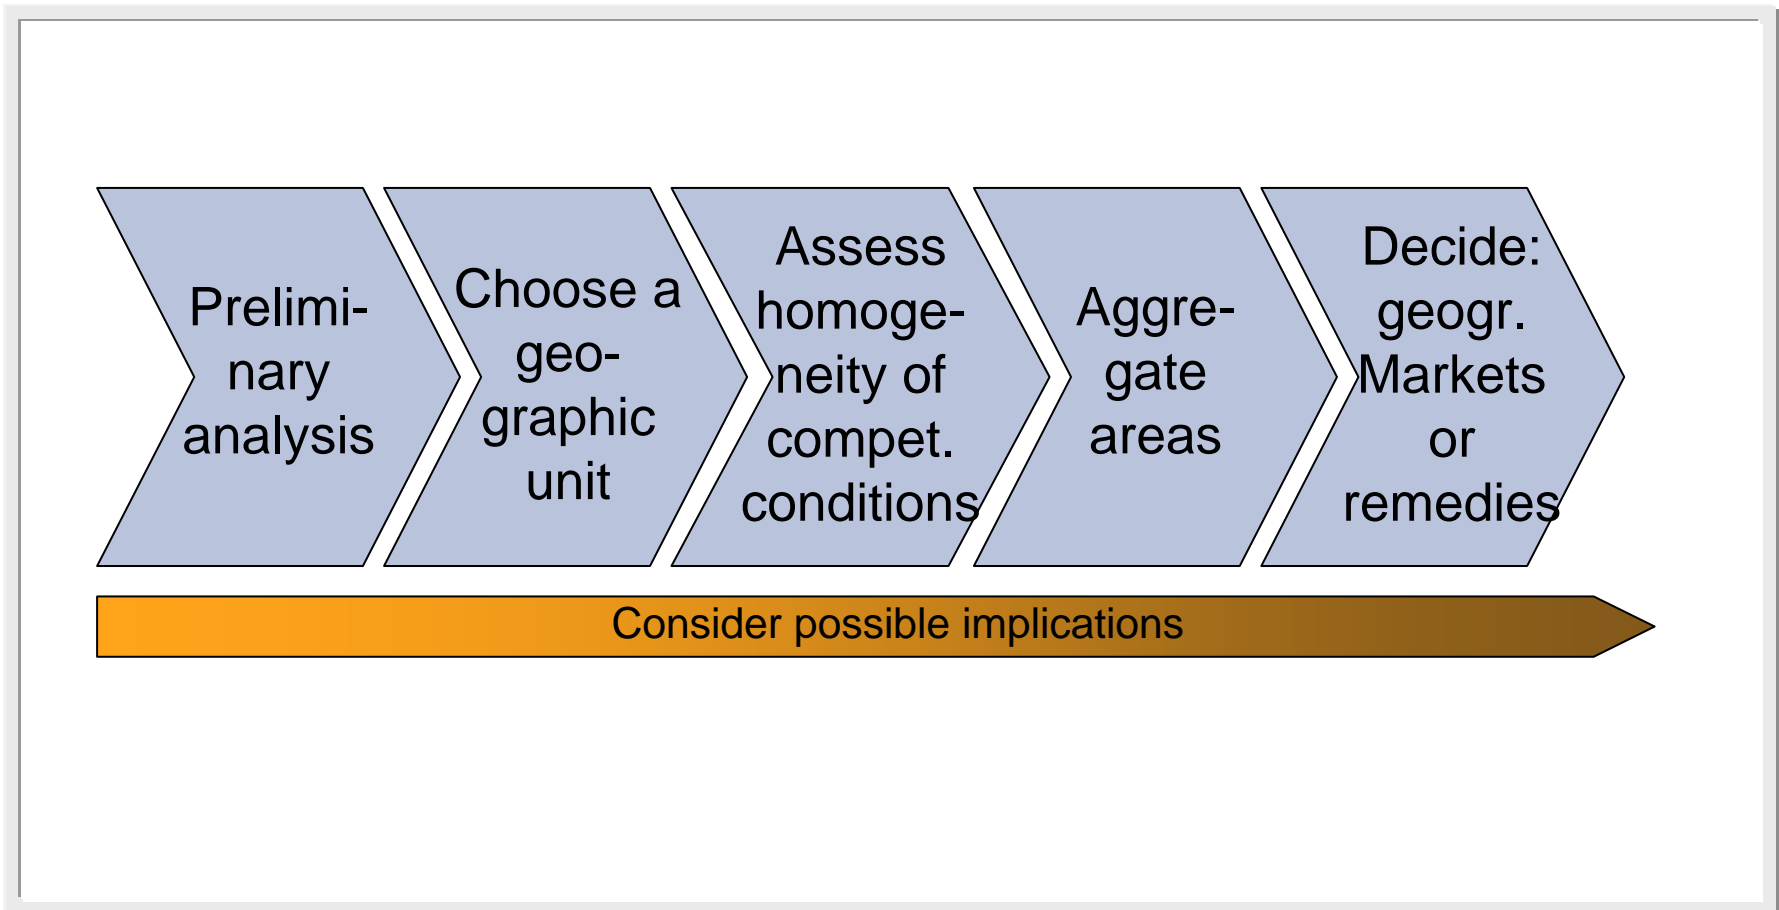 Prelimi-
nary
analysis
Choose a
geo-
graphic
unit
Assess
homoge-
neity of
compet.
conditions
Aggre-
gate
areas
Decide:
geogr.
Markets
or
remedies
Consider possible implications